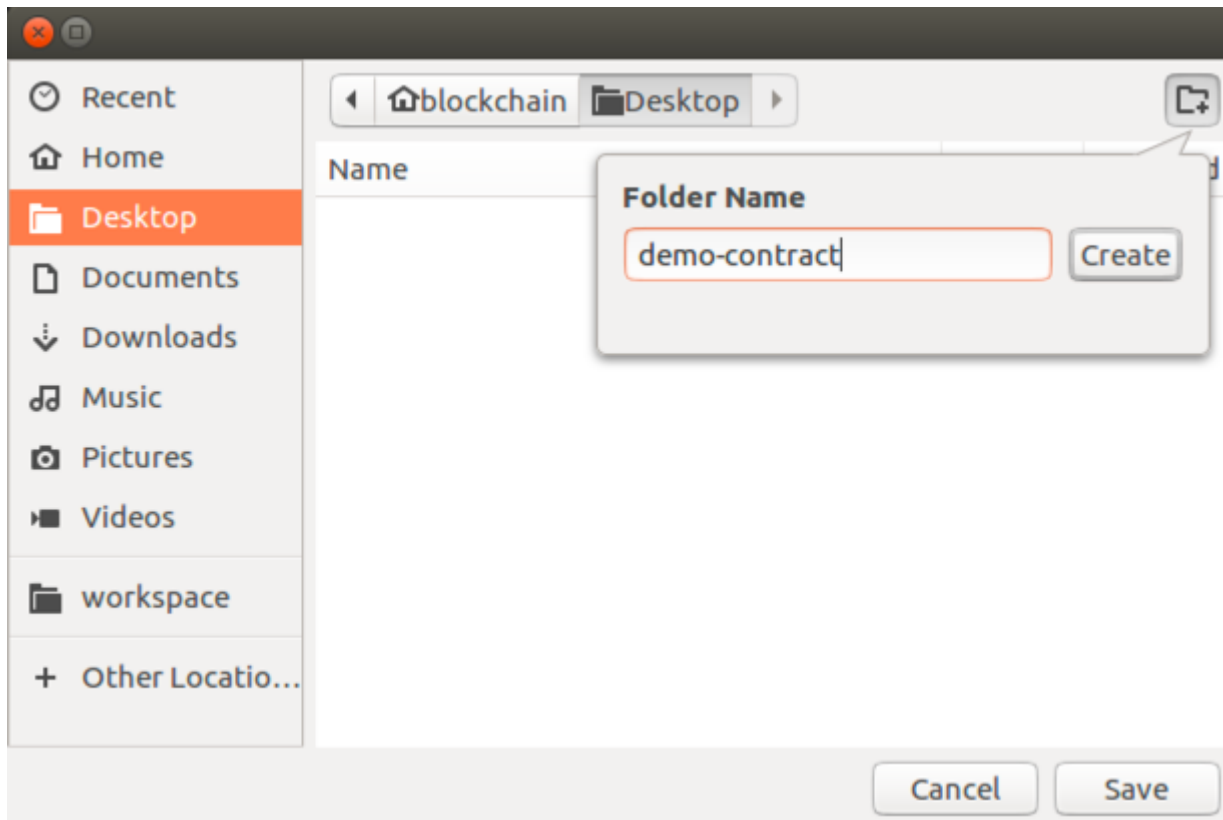 Recent
Home
Desktop
Documents
Downloads
Music
Pictures
Videos
workspace
Other Locatio...
blockchain Desktop
Name
Folder Name
demo-contract Create
Cancel Save